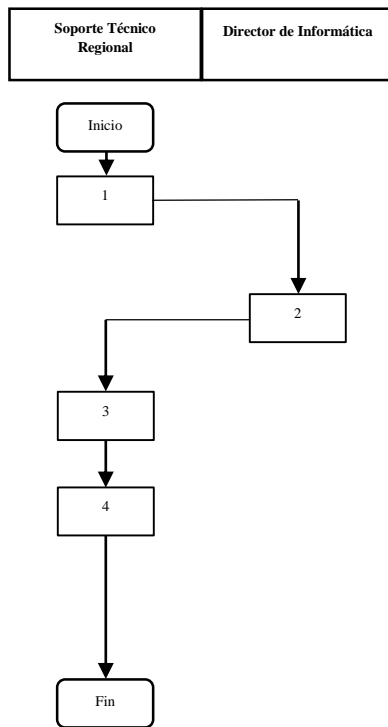 Soporte Técnico
Regional
Director de Informática
Inicio
1
2
3
4
Fin